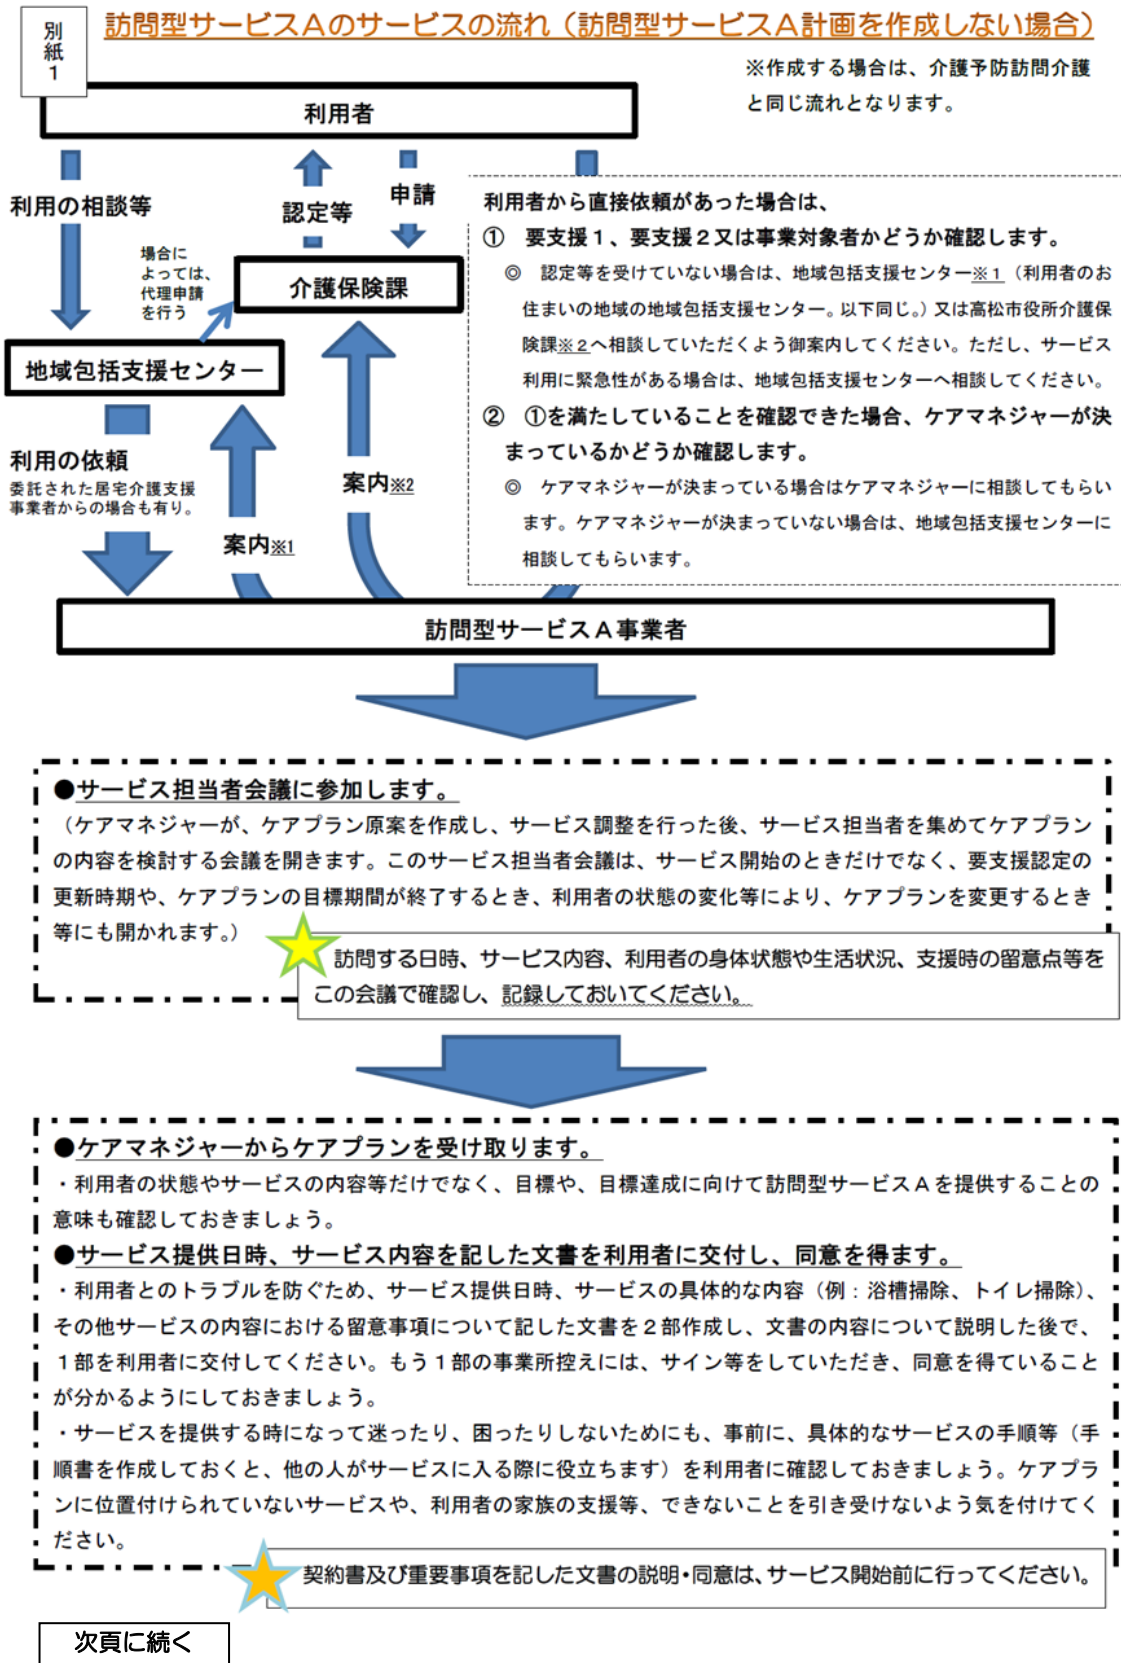 別紙1
訪問型サービスAのサービスの流れ（訪問型サービスA計画を作成しない場合）
※作成する場合は、介護予防訪問介護
と同じ流れとなります。
利用者
利用の相談等
認定等
申請
場合に
よっては、
代理申請
を行う
介護保険課
地域包括支援センター
利用の依頼
委託された居宅介護支援
事業者からの場合も有り。
案内※1
案内※2
利用者から直接依頼があった場合は、
① 要支援１、要支援２又は事業対象者かどうか確認します。
◎ 認定等を受けていない場合は、地域包括支援センター※１（利用者のお
住まいの地域の地域包括支援センター。以下同じ。）又は高松市役所介護保
険課※２へ相談していただくよう御案内してください。ただし、サービス
利用に緊急性がある場合は、地域包括支援センターへ相談してください。
② ①を満たしていることを確認できた場合、ケアマネジャーが決
まっているかどうか確認します。
◎ ケアマネジャーが決まっている場合はケアマネジャーに相談してもらい
ます。ケアマネジャーが決まっていない場合は、地域包括支援センターに
相談してもらいます。
訪問型サービスＡ事業者
●サービス担当者会議に参加します。
（ケアマネジャーが、ケアプラン原案を作成し、サービス調整を行った後、サービス担当者を集めてケアプラン
の内容を検討する会議を開きます。このサービス担当者会議は、サービス開始のときだけでなく、要支援認定の
更新時期や、ケアプランの目標期間が終了するとき、利用者の状態の変化等により、ケアプランを変更するとき
等にも開かれます。）
訪問する日時、サービス内容、利用者の身体状態や生活状況、支援時の留意点等を
この会議で確認し、記録しておいてください。
●ケアマネジャーからケアプランを受け取ります。
・利用者の状態やサービスの内容等だけでなく、目標や、目標達成に向けて訪問型サービスＡを提供することの
意味も確認しておきましょう。
●サービス提供日時、サービス内容を記した文書を利用者に交付し、同意を得ます。
・利用者とのトラブルを防ぐため、サービス提供日時、サービスの具体的な内容（例：浴槽掃除、トイレ掃除）、
その他サービスの内容における留意事項について記した文書を２部作成し、文書の内容について説明した後で、
１部を利用者に交付してください。もう１部の事業所控えには、サイン等をしていただき、同意を得ていること
が分かるようにしておきましょう。
・サービスを提供する時になって迷ったり、困ったりしないためにも、事前に、具体的なサービスの手順等（手
順書を作成しておくと、他の人がサービスに入る際に役立ちます）を利用者に確認しておきましょう。ケアプラ
ンに位置付けられていないサービスや、利用者の家族の支援等、できないことを引き受けないよう気を付けてく
ださい。
契約書及び重要事項を記した文書の説明・同意は、サービス開始前に行ってください。
次頁に続く